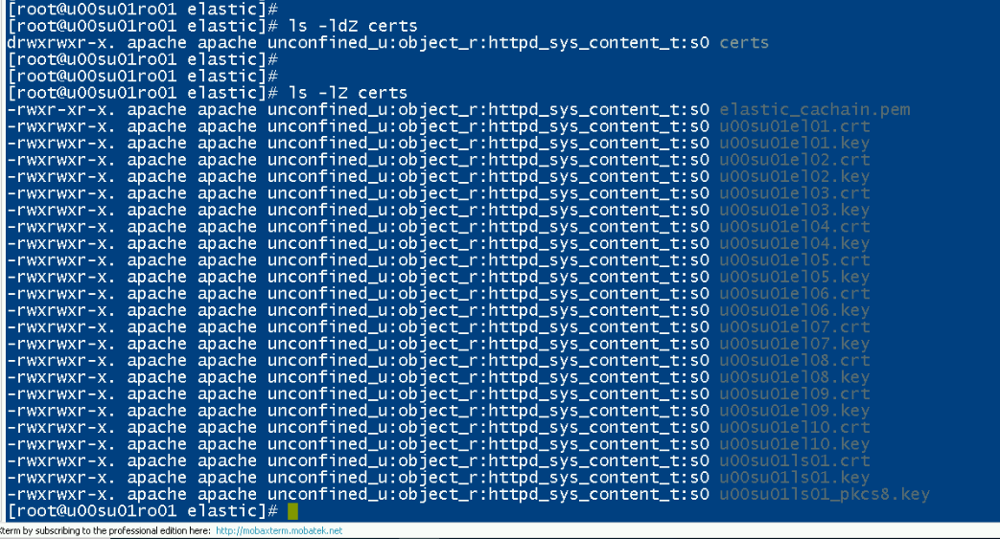 [root@u00su01ro01 elastic]#
[root@u00su01ro01 elastic]# ls -ldZ certs
drwxrwxr-x. apache apache unconfined_u:object_r:httpd_sys_content_t:s0 certs
[root@u00su01ro01 elastic]#
[root@u00su01ro01 elastic]#
[root@u00su01ro01 elastic]# ls -lZ certs
-rwxr-xr-x. apache apache unconfined_u:object_r:httpd_sys_content_t:s0 elastic_cachain.pem
-rwxrwxr-x. apache apache unconfined_u:object_r:httpd_sys_content_t:s0 u00su01el01.crt
-rwxrwxr-x. apache apache unconfined_u:object_r:httpd_sys_content_t:s0 u00su01el01.key
-rwxrwxr-x. apache apache unconfined_u:object_r:httpd_sys_content_t:s0 u00su01el02.crt
-rwxrwxr-x. apache apache unconfined_u:object_r:httpd_sys_content_t:s0 u00su01el02.key
-rwxrwxr-x. apache apache unconfined_u:object_r:httpd_sys_content_t:s0 u00su01el03.crt
-rwxrwxr-x. apache apache unconfined_u:object_r:httpd_sys_content_t:s0 u00su01el03.key
-rwxrwxr-x. apache apache unconfined_u:object_r:httpd_sys_content_t:s0 u00su01el04.crt
-rwxrwxr-x. apache apache unconfined_u:object_r:httpd_sys_content_t:s0 u00su01el04.key
-rwxrwxr-x. apache apache unconfined_u:object_r:httpd_sys_content_t:s0 u00su01el05.crt
-rwxrwxr-x. apache apache unconfined_u:object_r:httpd_sys_content_t:s0 u00su01el05.key
-rwxrwxr-x. apache apache unconfined_u:object_r:httpd_sys_content_t:s0 u00su01el06.crt
-rwxrwxr-x. apache apache unconfined_u:object_r:httpd_sys_content_t:s0 u00su01el06.key
-rwxrwxr-x. apache apache unconfined_u:object_r:httpd_sys_content_t:s0 u00su01el07.crt
-rwxrwxr-x. apache apache unconfined_u:object_r:httpd_sys_content_t:s0 u00su01el07.key
-rwxrwxr-x. apache apache unconfined_u:object_r:httpd_sys_content_t:s0 u00su01el08.crt
-rwxrwxr-x. apache apache unconfined_u:object_r:httpd_sys_content_t:s0 u00su01el08.key
-rwxrwxr-x. apache apache unconfined_u:object_r:httpd_sys_content_t:s0 u00su01el09.crt
-rwxrwxr-x. apache apache unconfined_u:object_r:httpd_sys_content_t:s0 u00su01el09.key
-rwxrwxr-x. apache apache unconfined_u:object_r:httpd_sys_content_t:s0 u00su01el10.crt
-rwxrwxr-x. apache apache unconfined_u:object_r:httpd_sys_content_t:s0 u00su01el10.key
-rwxrwxr-x. apache apache unconfined_u:object_r:httpd_sys_content_t:s0 u00su01ls01.crt
-rwxrwxr-x. apache apache unconfined_u:object_r:httpd_sys_content_t:s0 u00su01ls01.key
-rwxrwxr-x. apache apache unconfined_u:object_r:httpd_sys_content_t:s0 u00su01ls01_pkcs8.key
[root@u00su01ro01 elastic]#
Xterm by subscribing to the professional edition here: http://mobaxterm.mobatek.net